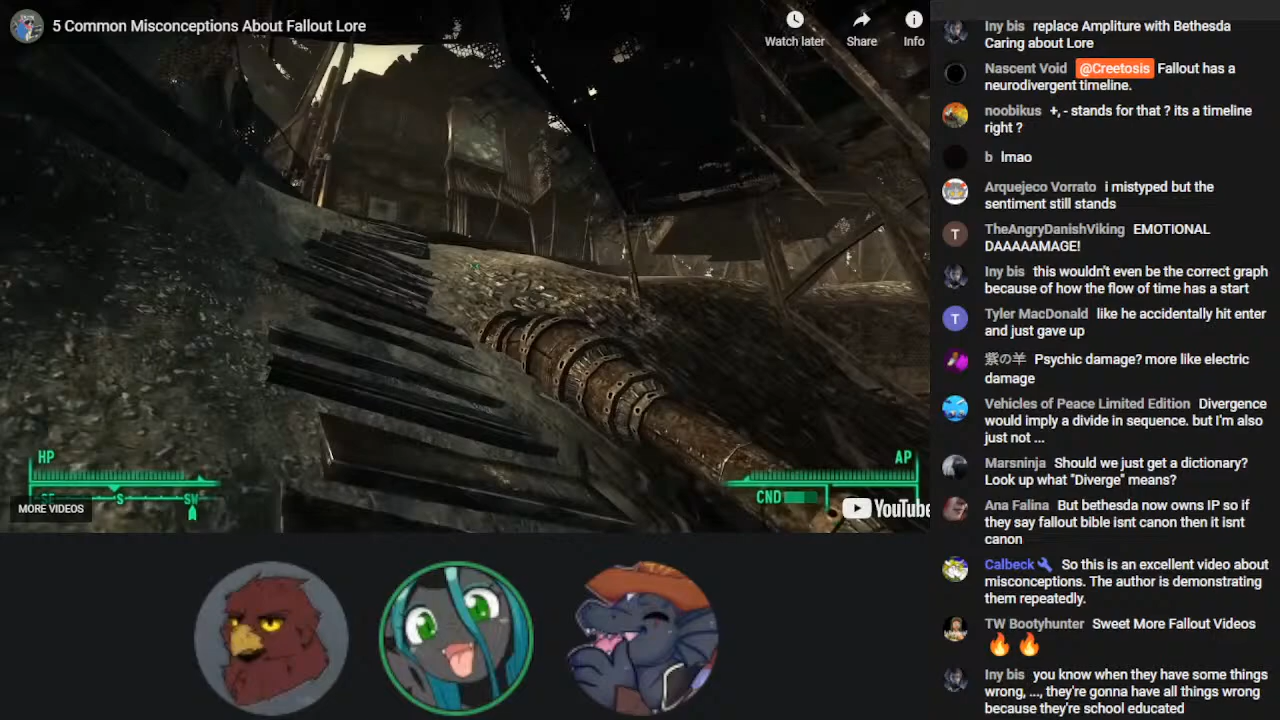 5 Common Misconceptions About Fallout Lore
Watch later
Share
Info
HP
SE
S
SW
MORE VIDEOS
AP
CND
YouTube
Iny bis replace Ampliture with Bethesda
Caring about Lore
Nascent Void @Creetosis Fallout has a
neurodivergent timeline.
noobikus +, - stands for that ? its a timeline
right ?
b lmao
Arquejeco Vorrato i mistyped but the
sentiment still stands
TheAngryDanishViking EMOTIONAL
DAAAAAMAGE!
Iny bis this wouldn't even be the correct graph
because of how the flow of time has a start
Tyler MacDonald like he accidentally hit enter
and just gave up
紫の羊 Psychic damage? more like electric
damage
Vehicles of Peace Limited Edition Divergence
would imply a divide in sequence. but I'm also
just not ...
Marsninja Should we just get a dictionary?
Look up what "Diverge" means?
Ana Falina But bethesda now owns IP so if
they say fallout bible isnt canon then it isnt
canon
Calbeck So this is an excellent video about
misconceptions. The author is demonstrating
them repeatedly.
TW Bootyhunter Sweet More Fallout Videos
🔥 🔥
Iny bis you know when they have some things
wrong, ..., they're gonna have all things wrong
because they're school educated
T
T